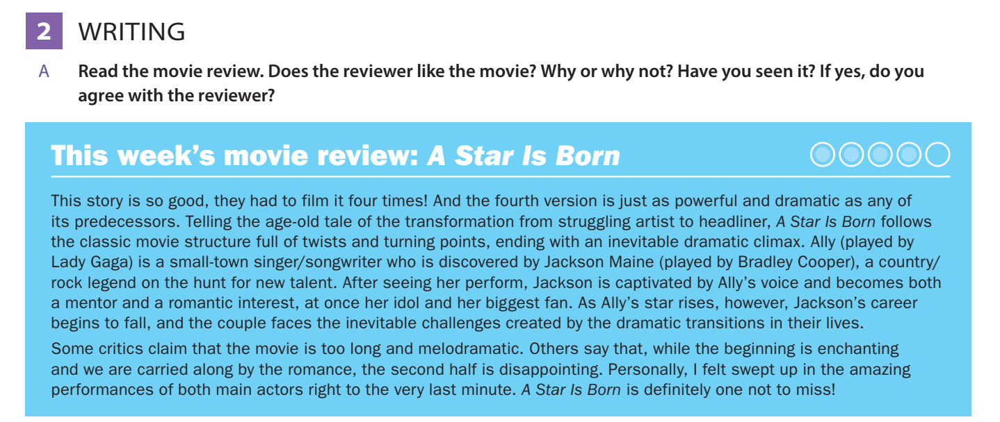 2 WRITING
A Read the movie review. Does the reviewer like the movie? Why or why not? Have you seen it? If yes, do you
agree with the reviewer?
This week’s movie review: A Star Is Born
This story is so good, they had to film it four times! And the fourth version is just as powerful and dramatic as any of
its predecessors. Telling the age-old tale of the transformation from struggling artist to headliner, A Star Is Born follows
the classic movie structure full of twists and turning points, ending with an inevitable dramatic climax. Ally (played by
Lady Gaga) is a small-town singer/songwriter who is discovered by Jackson Maine (played by Bradley Cooper), a country/
rock legend on the hunt for new talent. After seeing her perform, Jackson is captivated by Ally’s voice and becomes both
a mentor and a romantic interest, at once her idol and her biggest fan. As Ally’s star rises, however, Jackson’s career
begins to fall, and the couple faces the inevitable challenges created by the dramatic transitions in their lives.
Some critics claim that the movie is too long and melodramatic. Others say that, while the beginning is enchanting
and we are carried along by the romance, the second half is disappointing. Personally, I felt swept up in the amazing
performances of both main actors right to the very last minute. A Star Is Born is definitely one not to miss!